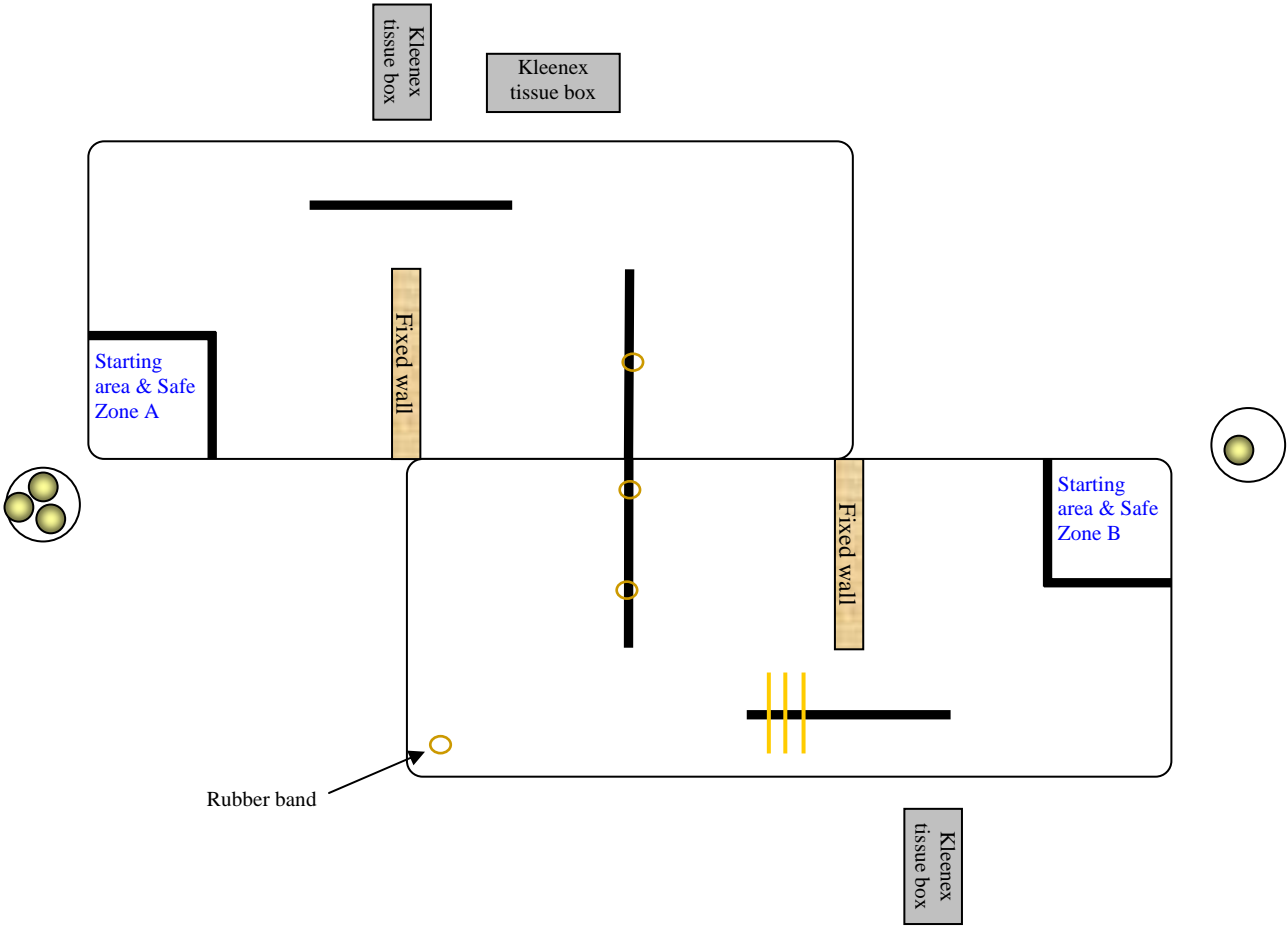 Kleenex
tissue box
Kleenex
tissue box
Fixed wall
Starting
area & Safe
Zone A
Starting
area & Safe
Zone B
Fixed wall
Rubber band
Kleenex
tissue box